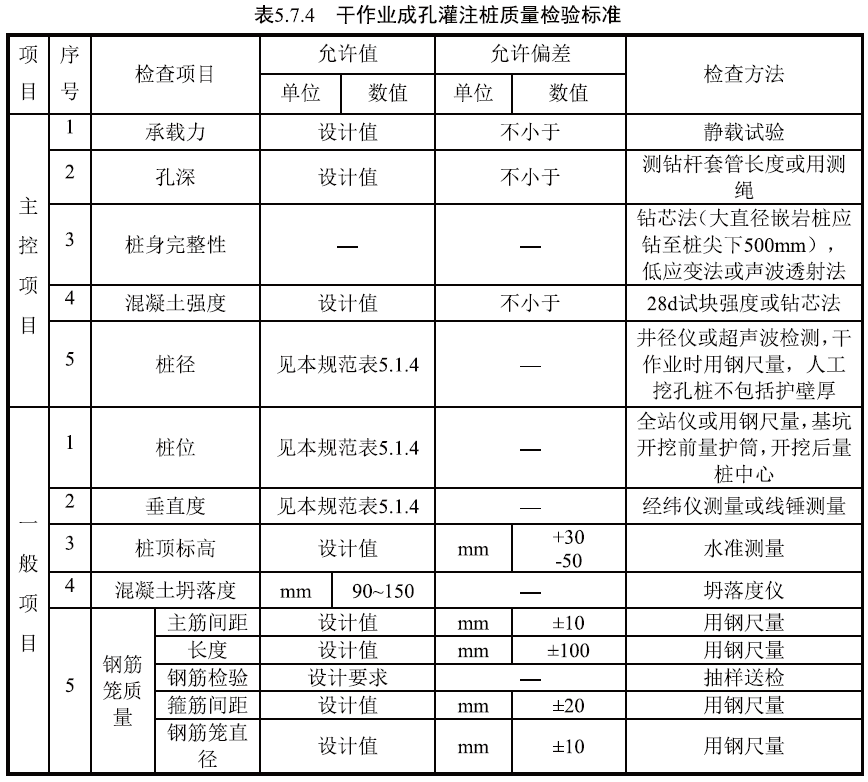 表5.7.4 干作业成孔灌注桩质量检验标准
项目 序号 检查项目 允许值 允许偏差 检查方法
单位 数值 单位 数值
主控项目
1 承载力 设计值 不小于 静载试验
2 孔深 设计值 不小于 测钻杆套管长度或用测
绳
3 桩身完整性 — — 钻芯法(大直径嵌岩桩应
钻至桩尖下500mm),
低应变法或声波透射法
4 混凝土强度 设计值 不小于 28d试块强度或钻芯法
5 桩径 见本规范表5.1.4 — 井径仪或超声波检测,干
作业时用钢尺量,人工
挖孔桩不包括护壁厚
一般项目
1 桩位 见本规范表5.1.4 — 全站仪或用钢尺量,基坑
开挖前量护筒,开挖后量
桩中心
2 垂直度 见本规范表5.1.4 — 经纬仪测量或线锤测量
3 桩顶标高 设计值 mm +30
-50 水准测量
4 混凝土坍落度 mm 90~150 — 坍落度仪
5 钢筋笼质量 主筋间距 设计值 mm ±10 用钢尺量
长度 设计值 mm ±100 用钢尺量
钢筋检验 设计要求 — 抽样送检
箍筋间距 设计值 mm ±20 用钢尺量
钢筋笼直
径 设计值 mm ±10 用钢尺量